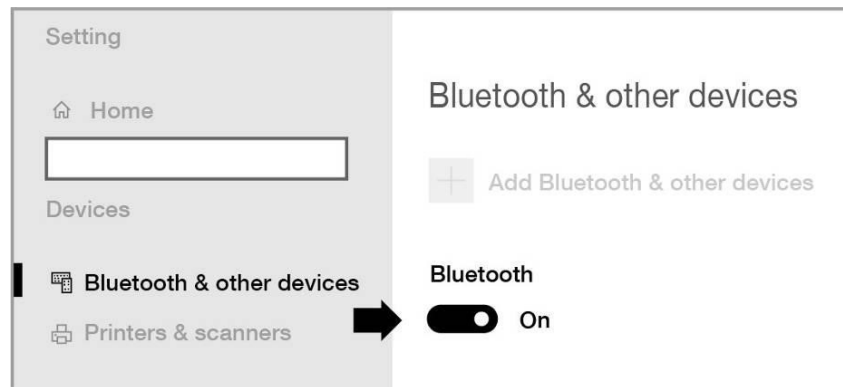 Setting
Home
Devices
Bluetooth & other devices
Printers & scanners
Bluetooth & other devices
Add Bluetooth & other devices
Bluetooth
On